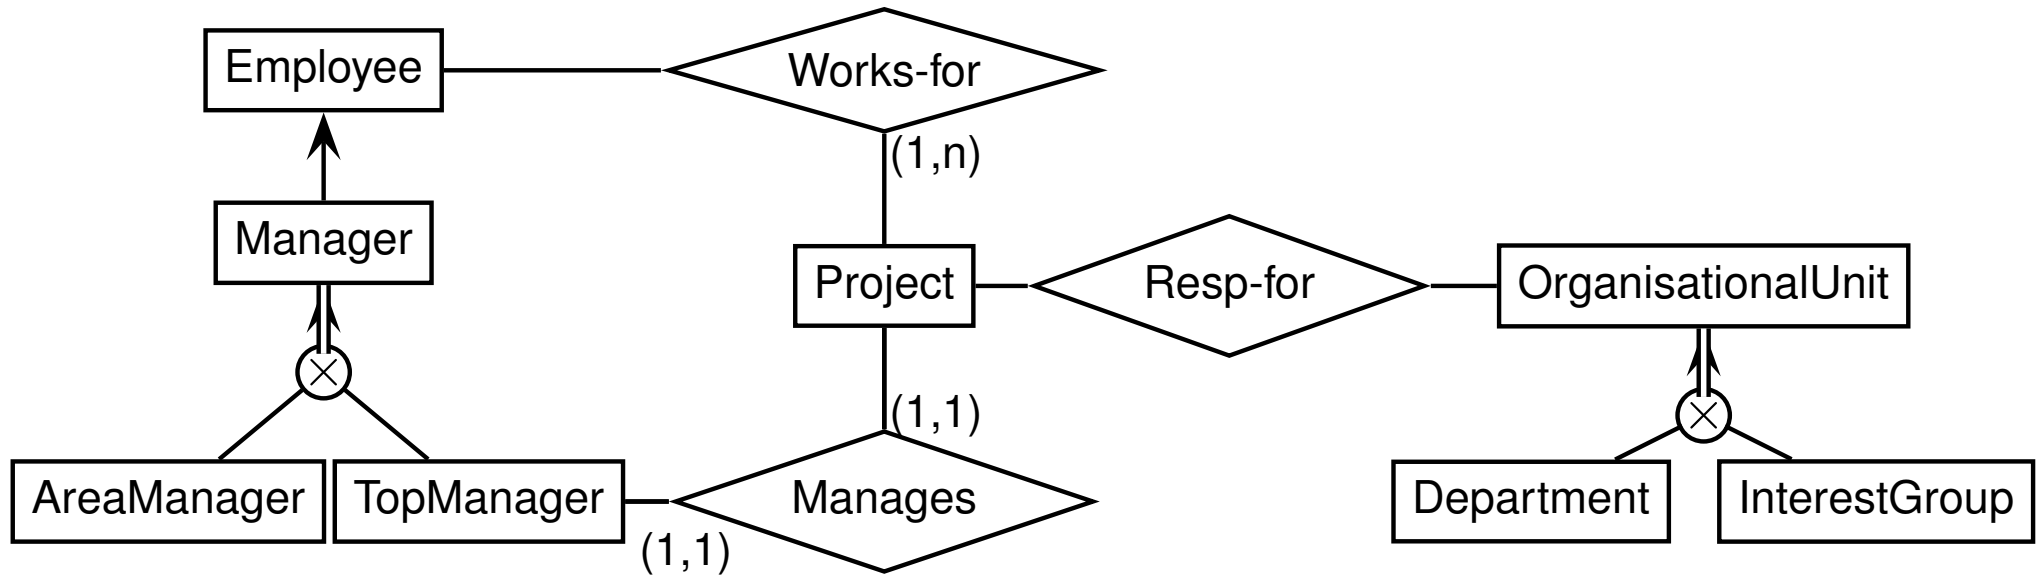 Employee
Works-for
(1,n)
Manager
Project
Resp-for
OrganisationalUnit
(1,1)
AreaManager
TopManager
Manages
Department
InterestGroup
(1,1)